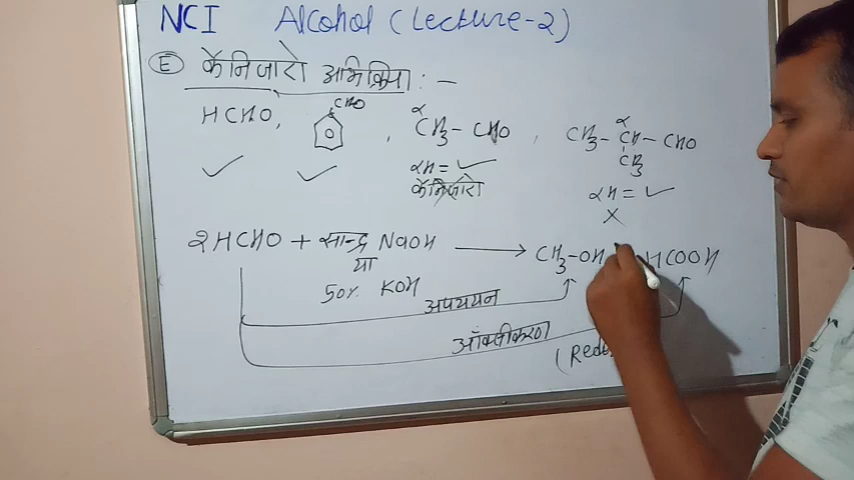 NCI Alcohol (Lecture-2)
(E) कैनिजारो अभिक्रिया : —
HCHO, CHO , α CH3 – CHO , CH3 – α CH – CHO
CH3
✓ ✓ αH = ✓ αH = ✓
कैनिजारो X
2HCHO + सान्द्र NaOH ⟶ CH3–OH HCOOH
या
50% KOH
अपचयन
ऑक्सीकरण